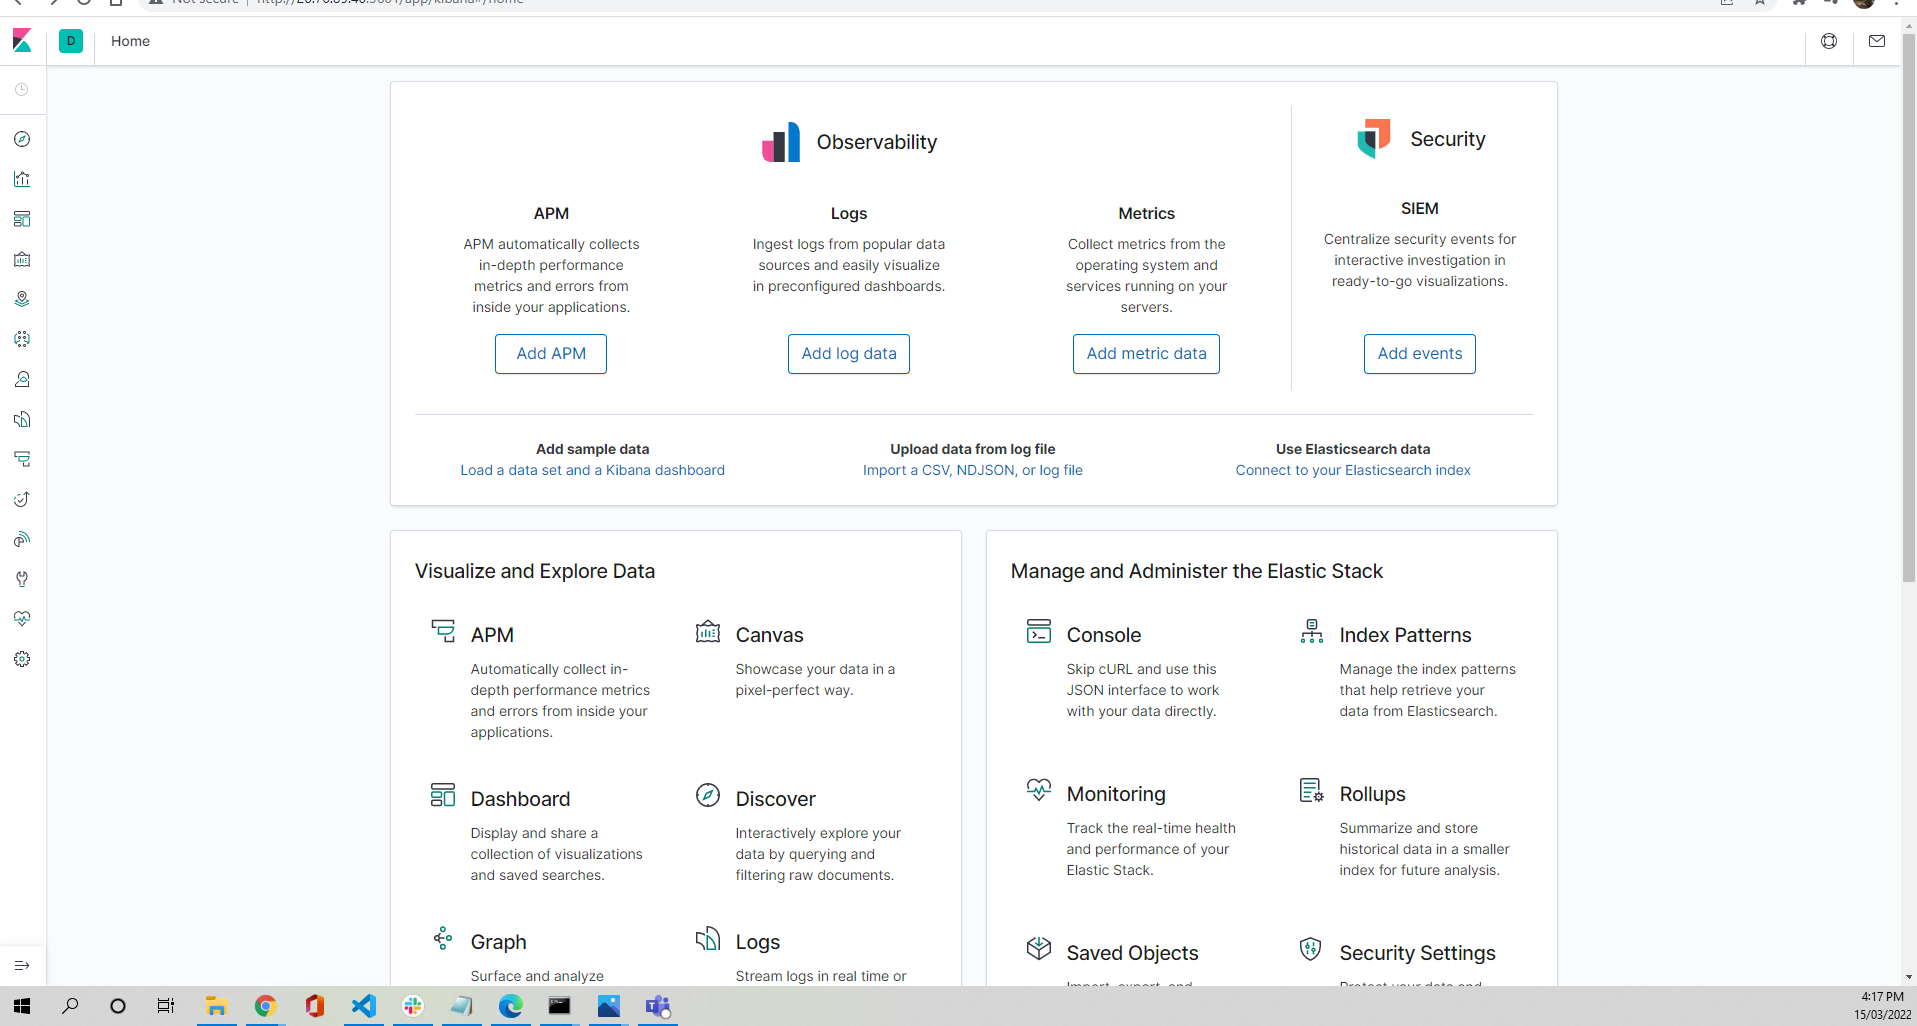 Home
D
Observability
Security
APM
APM automatically collects
in-depth performance
metrics and errors from
inside your applications.
Add APM
Logs
Ingest logs from popular data
sources and easily visualize
in preconfigured dashboards.
Add log data
Metrics
Collect metrics from the
operating system and
services running on your
servers.
Add metric data
SIEM
Centralize security events for
interactive investigation in
ready-to-go visualizations.
Add events
Add sample data
Load a data set and a Kibana dashboard
Upload data from log file
Import a CSV, NDJSON, or log file
Use Elasticsearch data
Connect to your Elasticsearch index
Visualize and Explore Data
APM
Automatically collect in-
depth performance metrics
and errors from inside your
applications.
Canvas
Showcase your data in a
pixel-perfect way.
Dashboard
Display and share a
collection of visualizations
and saved searches.
Discover
Interactively explore your
data by querying and
filtering raw documents.
Graph
Surface and analyze
Logs
Stream logs in real time or
Manage and Administer the Elastic Stack
Console
Skip cURL and use this
JSON interface to work
with your data directly.
Index Patterns
Manage the index patterns
that help retrieve your
data from Elasticsearch.
Monitoring
Track the real-time health
and performance of your
Elastic Stack.
Rollups
Summarize and store
historical data in a smaller
index for future analysis.
Saved Objects
Import, export, and
Security Settings
Protect your data and
4:17 PM
15/03/2022